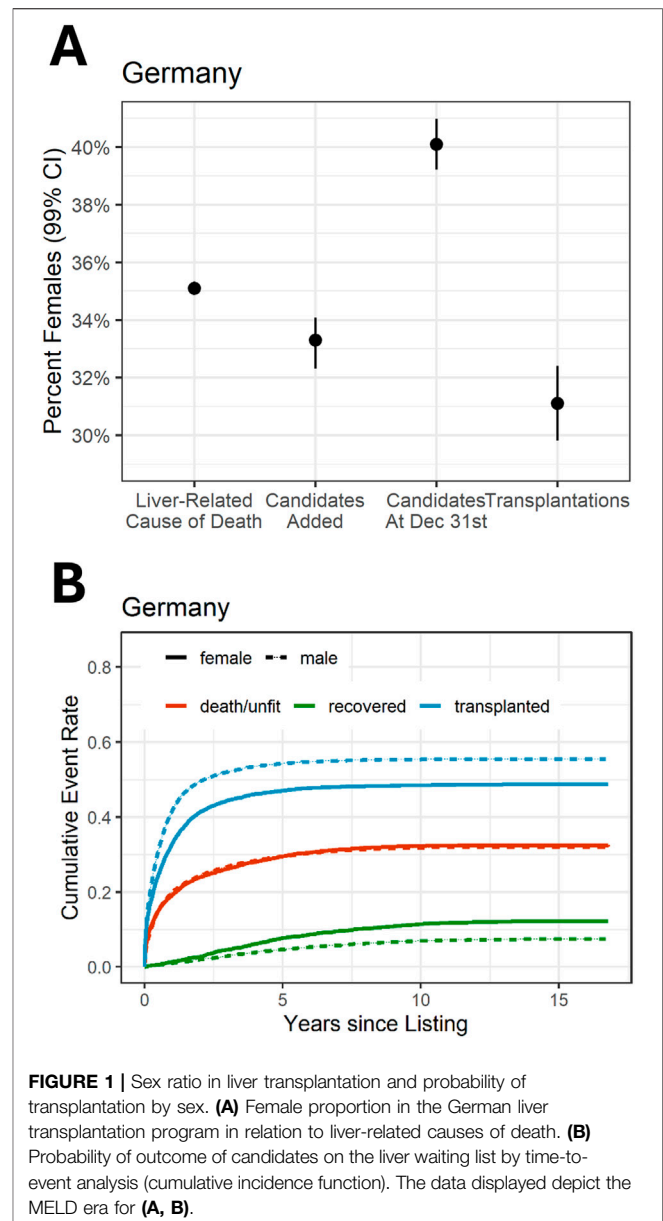 A
Germany
Percent Females (99% CI)
40%
38%
36%
34%
32%
30%
Liver-Related Candidates CandidatesTransplantations
Cause of Death Added At Dec 31st
B
Germany
Cumulative Event Rate
female male
death/unfit recovered transplanted
0.8
0.6
0.4
0.2
0.0
0 5 10 15
Years since Listing
FIGURE 1 | Sex ratio in liver transplantation and probability of
transplantation by sex. (A) Female proportion in the German liver
transplantation program in relation to liver-related causes of death. (B)
Probability of outcome of candidates on the liver waiting list by time-to-
event analysis (cumulative incidence function). The data displayed depict the
MELD era for (A, B).